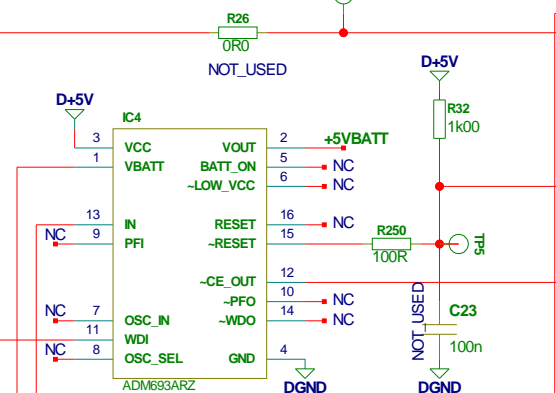 R26
0R0
NOT_USED
D+5V
R32
1k00
D+5V
IC4
3 VCC VOUT 2 +5VBATT
1 VBATT BATT_ON 5 NC
~LOW_VCC 6 NC
13 IN RESET 16 NC
NC 9 PFI ~RESET 15
R250
100R
TP5
~CE_OUT 12
~PFO 10 NC
NC 7 OSC_IN ~WDO 14 NC
11 WDI
NC 8 OSC_SEL GND 4
ADM693ARZ
DGND
NOT_USED
C23
100n
DGND